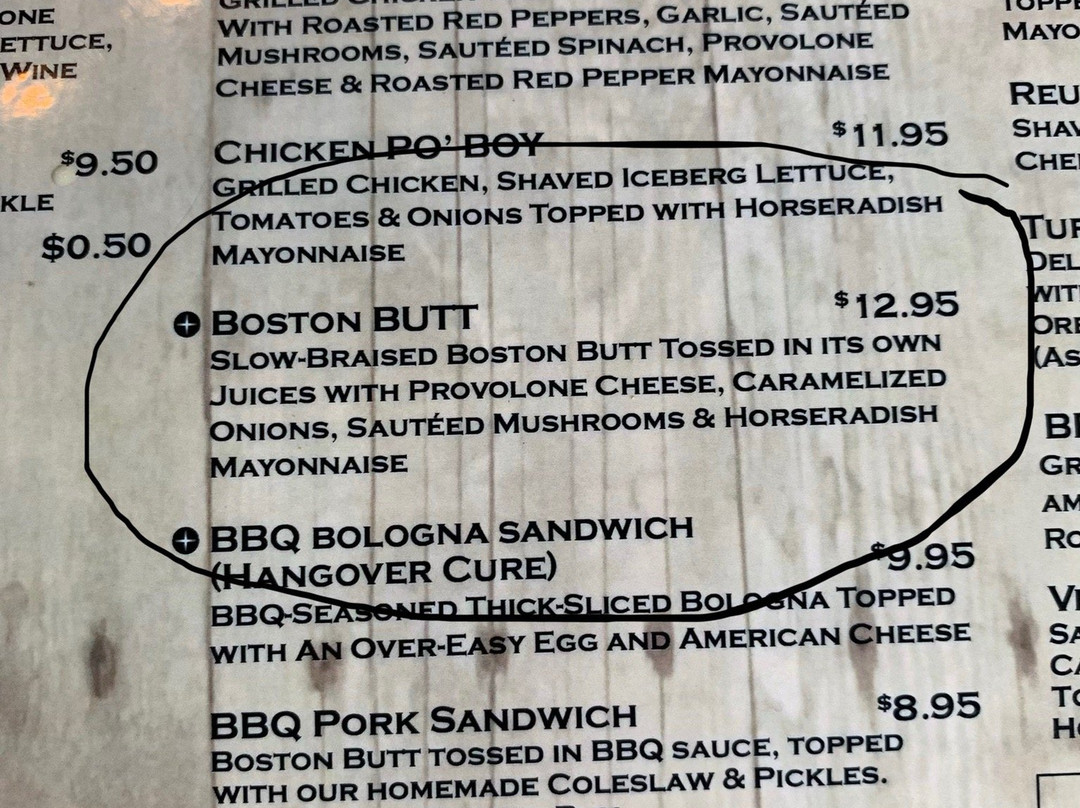 ONE
ETTUCE,
WINE
$9.50
KLE
$0.50
GRILLED CHICKEN
WITH ROASTED RED PEPPERS, GARLIC, SAUTÉED
MUSHROOMS, SAUTÉED SPINACH, PROVOLONE
CHEESE & ROASTED RED PEPPER MAYONNAISE
CHICKEN PO' BOY $11.95
GRILLED CHICKEN, SHAVED ICEBERG LETTUCE,
TOMATOES & ONIONS TOPPED WITH HORSERADISH
MAYONNAISE
BOSTON BUTT $12.95
SLOW-BRAISED BOSTON BUTT TOSSED IN ITS OWN
JUICES WITH PROVOLONE CHEESE, CARAMELIZED
ONIONS, SAUTÉED MUSHROOMS & HORSERADISH
MAYONNAISE
BBQ BOLOGNA SANDWICH
(HANGOVER CURE) $9.95
BBQ-SEASONED THICK-SLICED BOLOGNA TOPPED
WITH AN OVER-EASY EGG AND AMERICAN CHEESE
BBQ PORK SANDWICH $8.95
BOSTON BUTT TOSSED IN BBQ SAUCE, TOPPED
WITH OUR HOMEMADE COLESLAW & PICKLES.
TOPPE
MAYO
REU
SHAV
CHE
TUR
DEL
WIT
ORE
(AS
BL
GR
AM
RO
VE
SA
CA
TO
HO